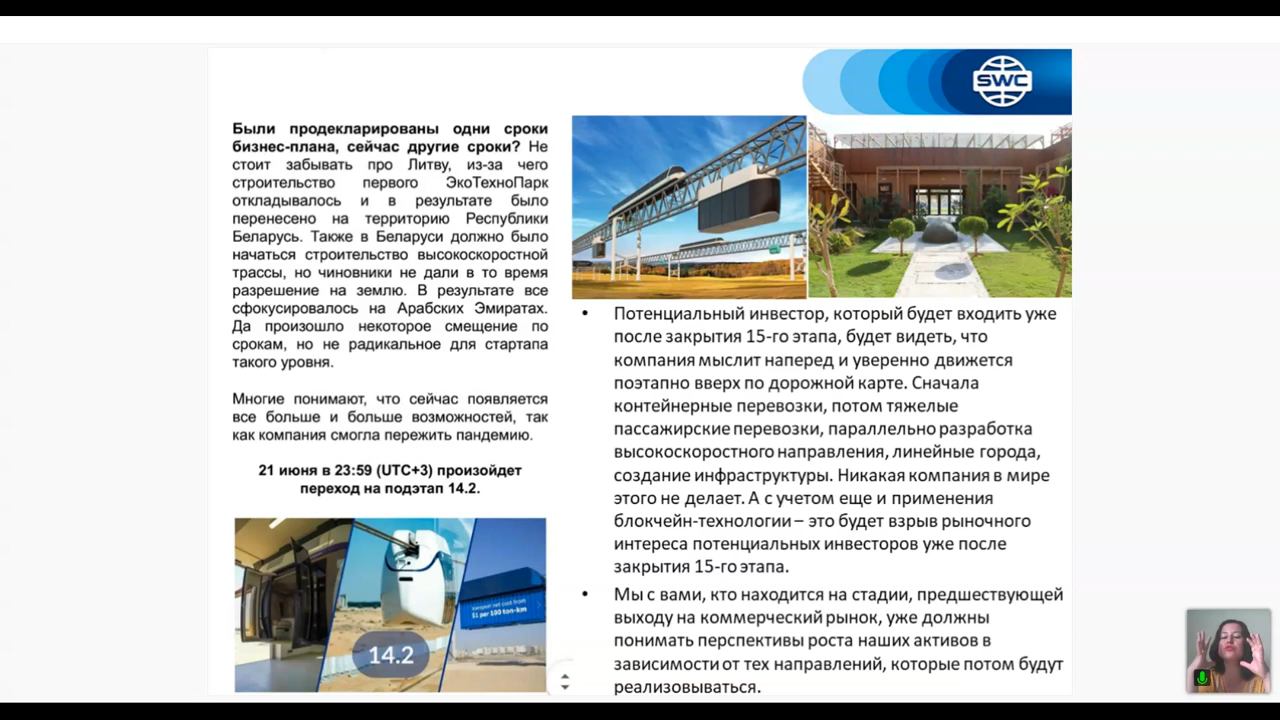 SWC
Были продекларированы одни сроки
бизнес-плана, сейчас другие сроки? Не
стоит забывать про Литву, из-за чего
строительство первого ЭкоТехноПарк
откладывалось и в результате было
перенесено на территорию Республики
Беларусь. Также в Беларуси должно было
начаться строительство высокоскоростной
трассы, но чиновники не дали в то время
разрешение на землю. В результате все
сфокусировалось на Арабских Эмиратах.
Да произошло некоторое смещение по
срокам, но не радикальное для стартапа
такого уровня.
Многие понимают, что сейчас появляется
все больше и больше возможностей, так
как компания смогла пережить пандемию.
21 июня в 23:59 (UTC+3) произойдет
переход на подэтап 14.2.
transport net cost from
$1 per 100 ton-km
14.2
• Потенциальный инвестор, который будет входить уже
после закрытия 15-го этапа, будет видеть, что
компания мыслит наперед и уверенно движется
поэтапно вверх по дорожной карте. Сначала
контейнерные перевозки, потом тяжелые
пассажирские перевозки, параллельно разработка
высокоскоростного направления, линейные города,
создание инфраструктуры. Никакая компания в мире
этого не делает. А с учетом еще и применения
блокчейн-технологии – это будет взрыв рыночного
интереса потенциальных инвесторов уже после
закрытия 15-го этапа.
• Мы с вами, кто находится на стадии, предшествующей
выходу на коммерческий рынок, уже должны
понимать перспективы роста наших активов в
зависимости от тех направлений, которые потом будут
реализовываться.